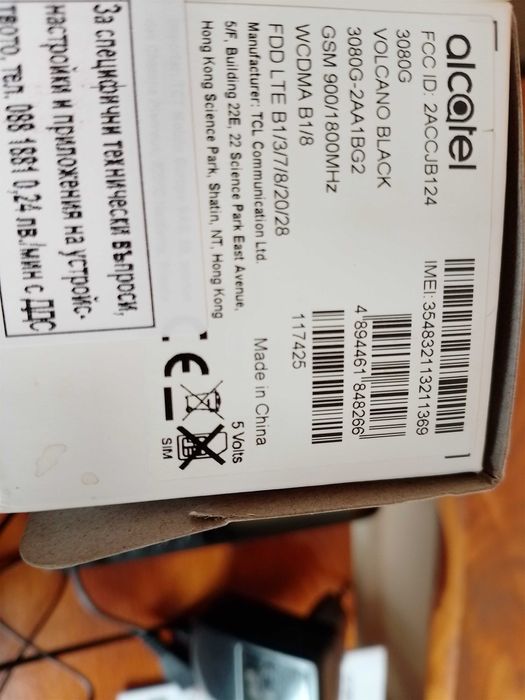 alcatel
FCC ID: 2ACCJB124
3080G
VOLCANO BLACK
3080G-2AA1BG2
GSM 900/1800MHz
WCDMA B1/8
FDD LTE B1/3/7/8/20/28
Manufacturer: TCL Communication Ltd.
5/F, Building 22E, 22 Science Park East Avenue,
Hong Kong Science Park, Shatin, NT, Hong Kong
IMEI: 354832113211369
4 894461 848266
117425
Made in China
5 Volts
SIM
CE
За специфични технически въпроси,
настройки и приложения на устройс-
твото, тел. 088 1681 0,24 лв./мин с ДДС